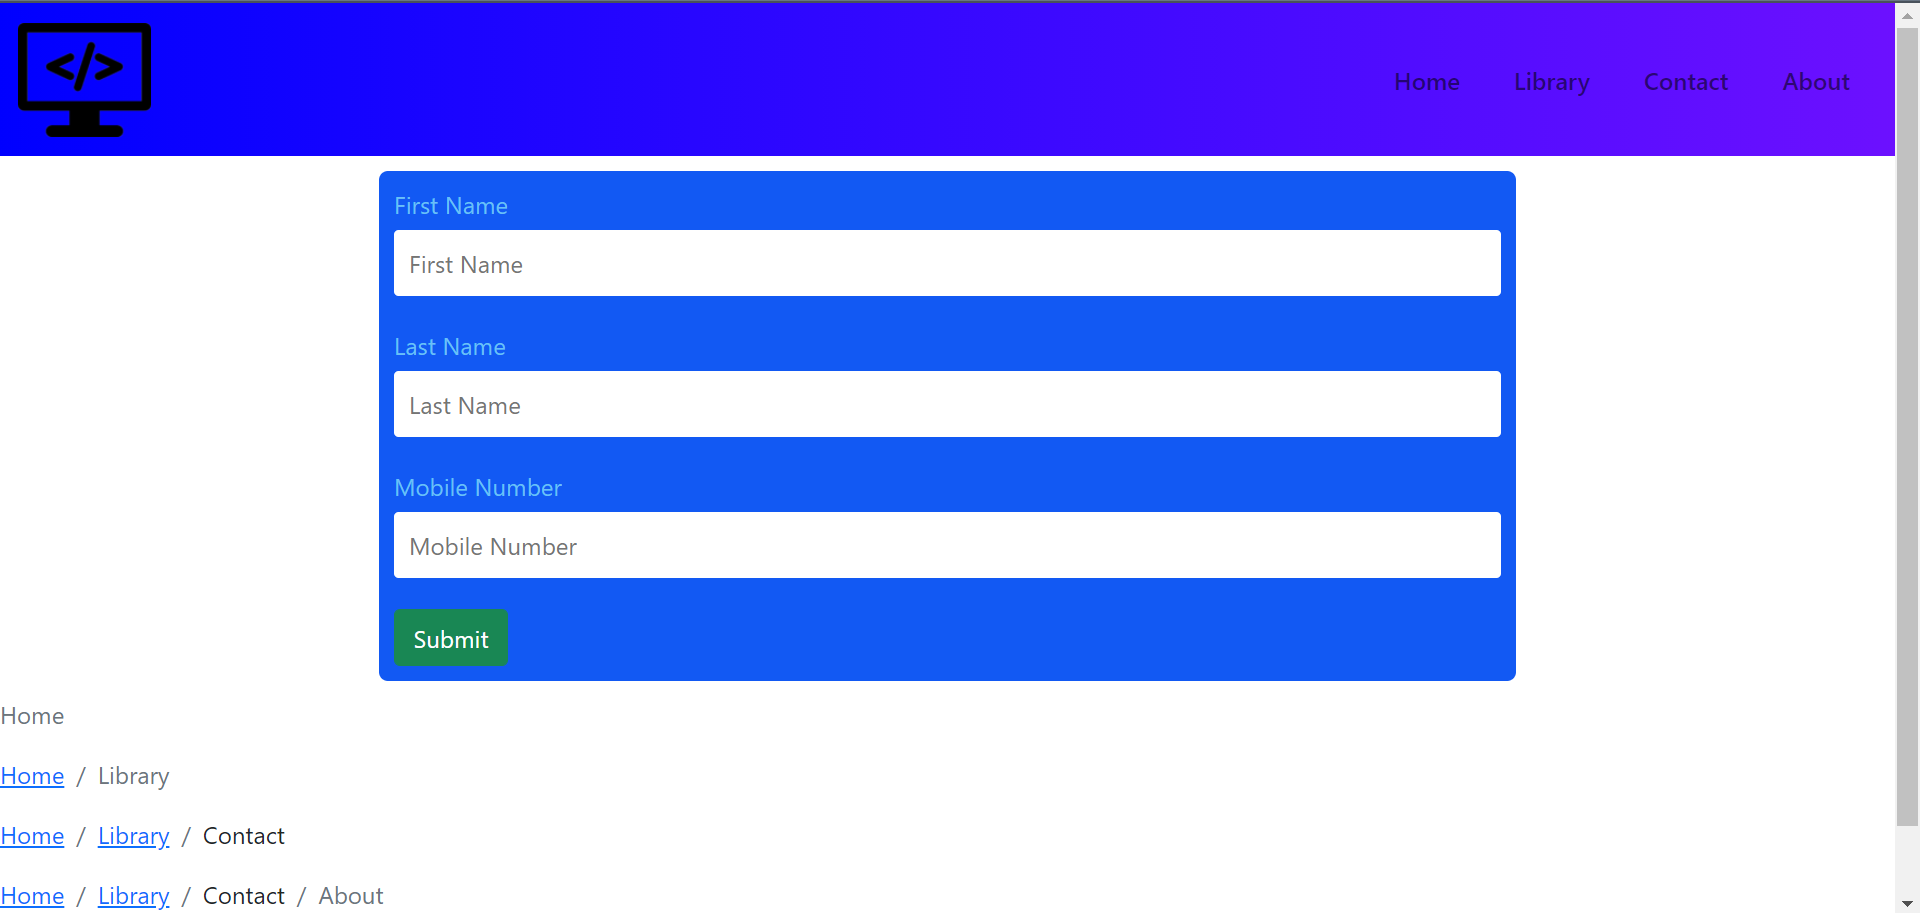 </>
Home Library Contact About
First Name
First Name
Last Name
Last Name
Mobile Number
Mobile Number
Submit
Home
Home / Library
Home / Library / Contact
Home / Library / Contact / About